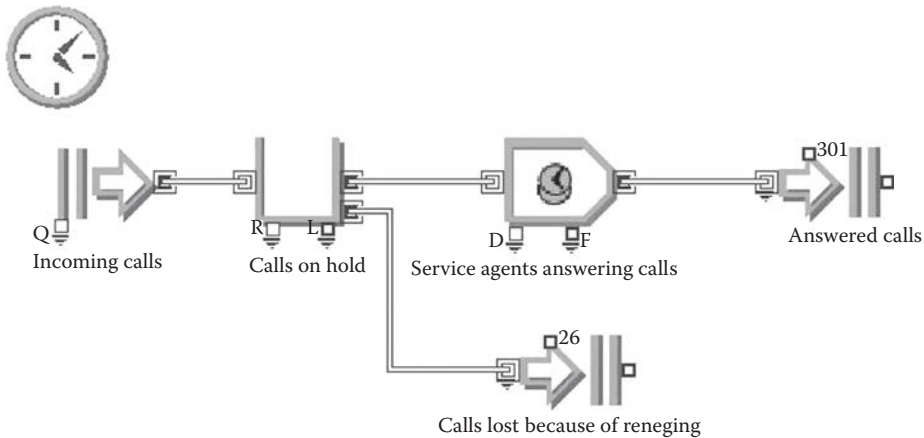 301
Q
R
L
D
F
Incoming calls
Calls on hold
Service agents answering calls
Answered calls
26
Calls lost because of reneging